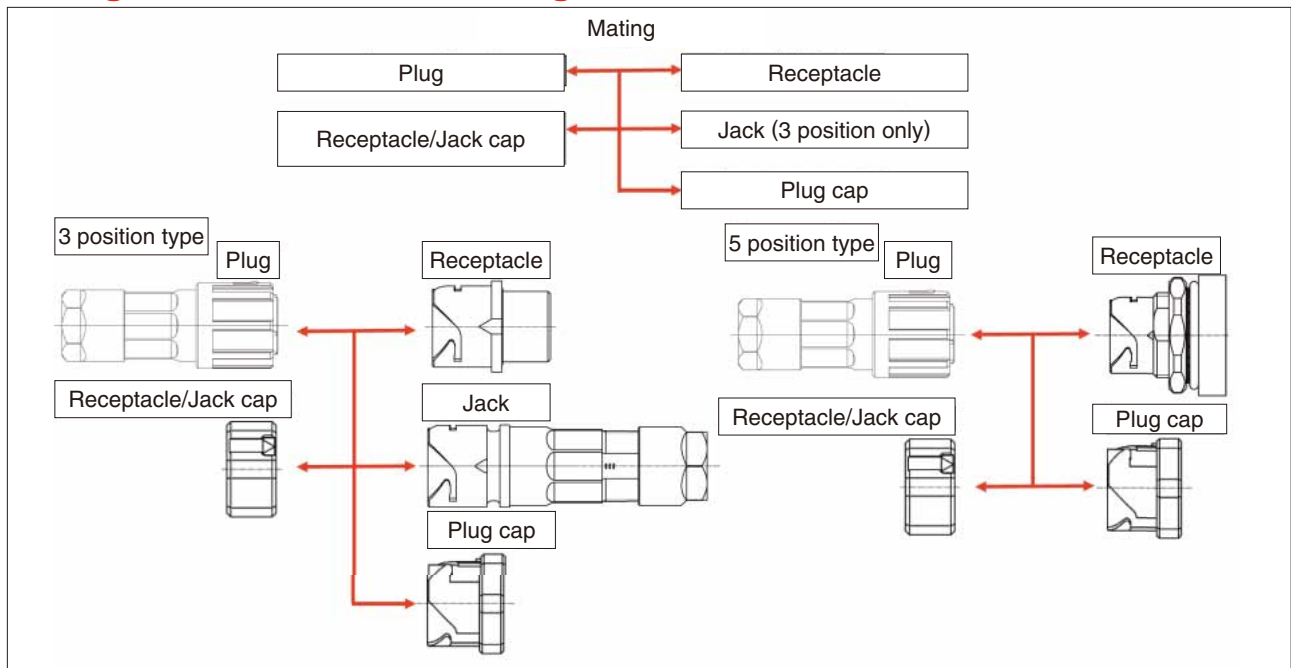 Mating
Plug
Receptacle
Receptacle/Jack cap
Jack (3 position only)
Plug cap
3 position type
Plug
Receptacle
Receptacle/Jack cap
Jack
Plug cap
5 position type
Plug
Receptacle
Receptacle/Jack cap
Plug cap